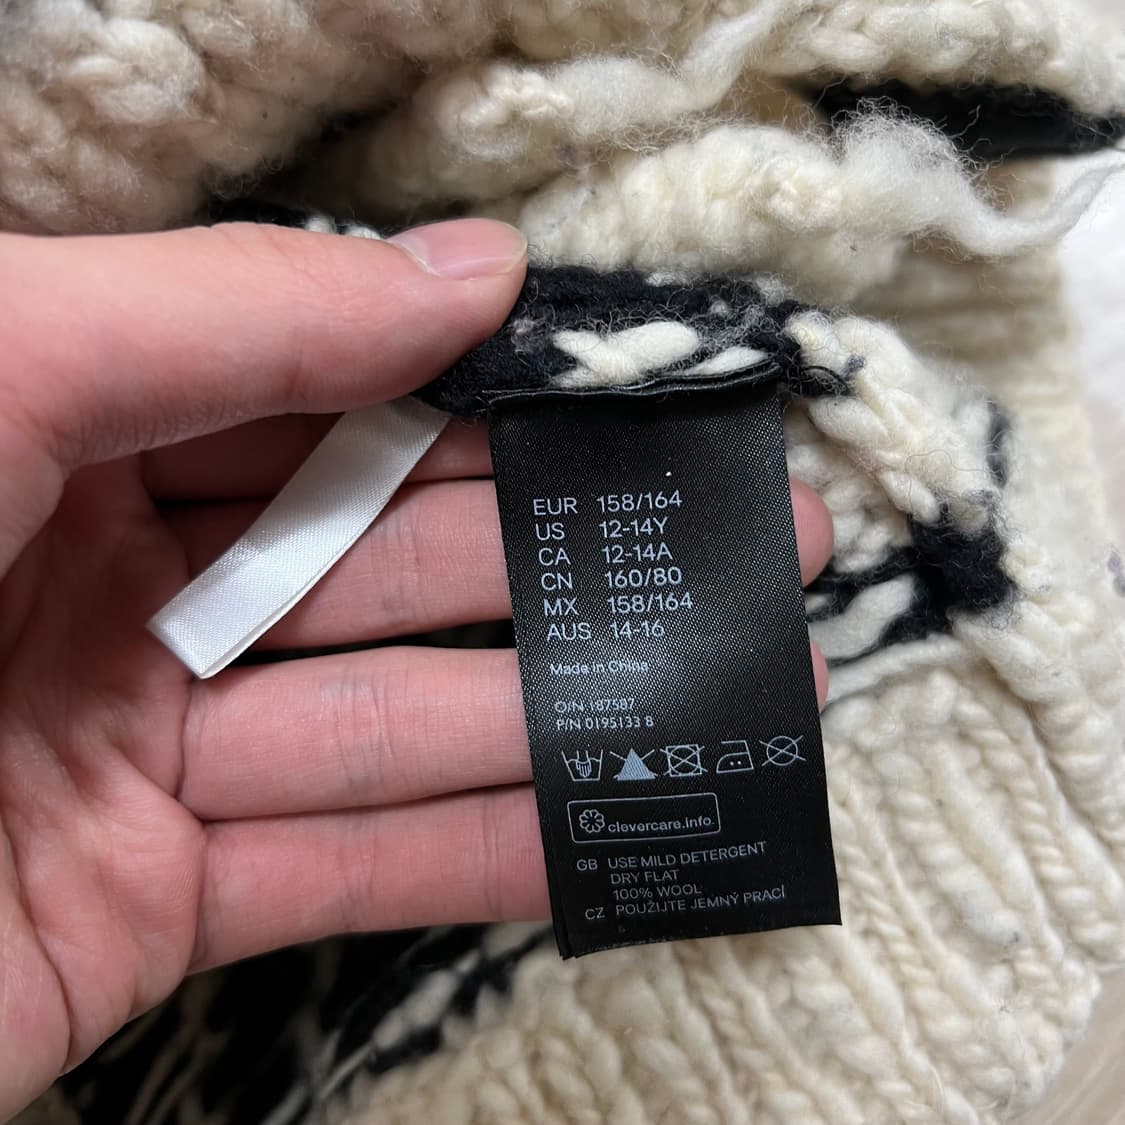 EUR 158/164
US 12-14Y
CA 12-14A
CN 160/80
MX 158/164
AUS 14-16
Made in China
OIN 187587
P/N 0195133 8
clevercare.info.
GB USE MILD DETERGENT
DRY FLAT
100% WOOL
CZ POUŽIJTE JEMNÝ PRACÍ